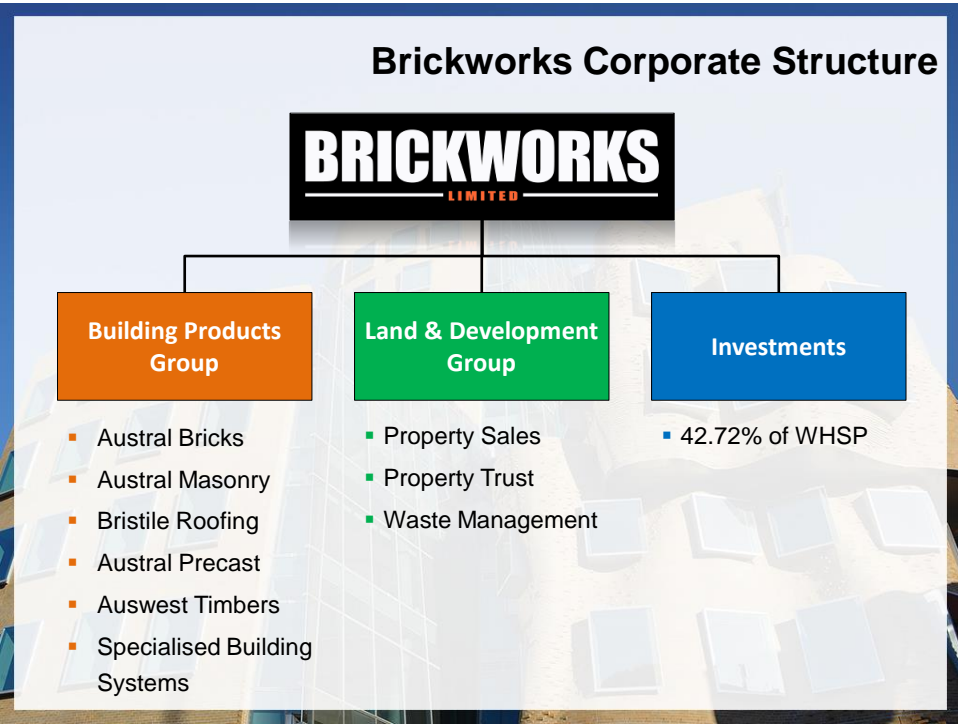 Brickworks Corporate Structure
BRICKWORKS
LIMITED
Building Products
Group
Land & Development
Group
Investments
Austral Bricks
Austral Masonry
Bristile Roofing
Austral Precast
Auswest Timbers
Specialised Building
Systems
Property Sales
Property Trust
Waste Management
42.72% of WHSP